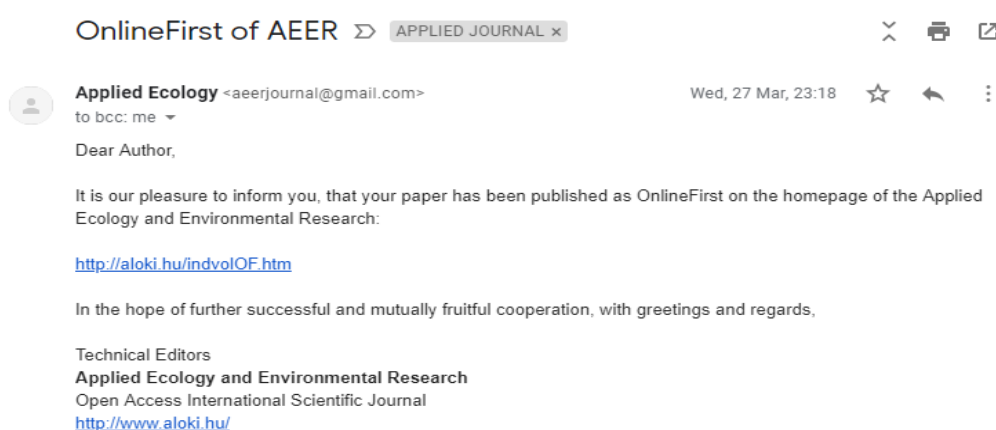 OnlineFirst of AEER
APPLIED JOURNAL ×
Applied Ecology <aeerjournal@gmail.com>
Wed, 27 Mar, 23:18
to bcc: me
Dear Author,
It is our pleasure to inform you, that your paper has been published as OnlineFirst on the homepage of the Applied
Ecology and Environmental Research:
http://aloki.hu/indvolOF.htm
In the hope of further successful and mutually fruitful cooperation, with greetings and regards,
Technical Editors
Applied Ecology and Environmental Research
Open Access International Scientific Journal
http://www.aloki.hu/